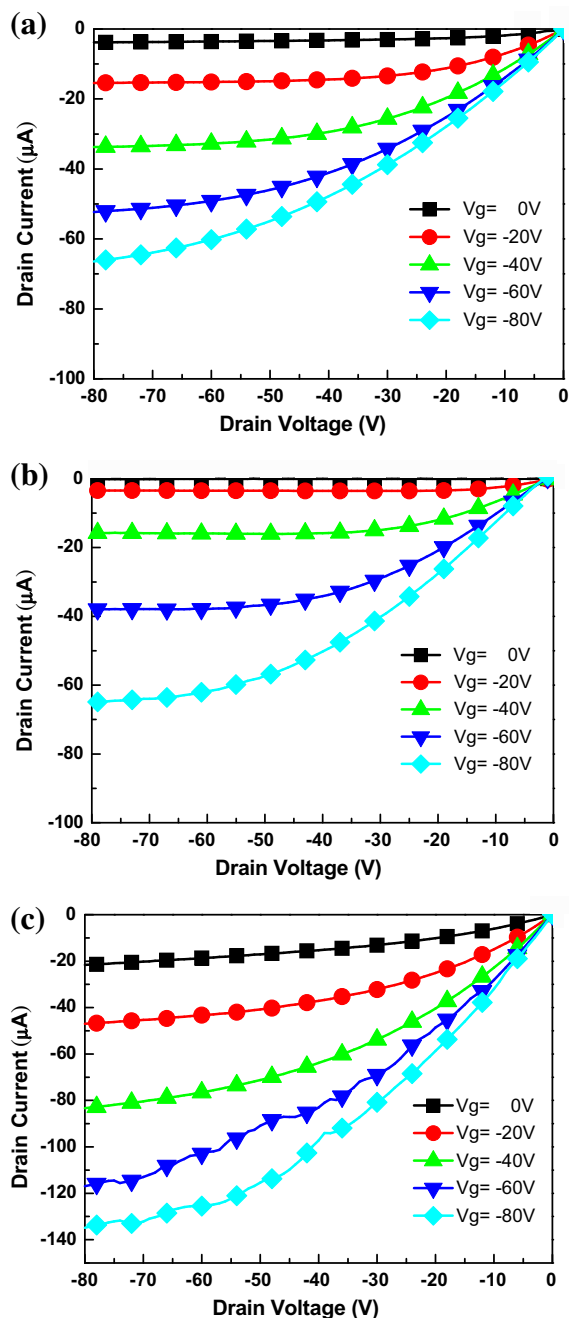 (a)
0
-20
-40
-60
-80
-100
Drain Current (μA)
Vg= 0V
Vg= -20V
Vg= -40V
Vg= -60V
Vg= -80V
-80 -70 -60 -50 -40 -30 -20 -10 0
Drain Voltage (V)
(b)
0
-20
-40
-60
-80
-100
Drain Current (μA)
Vg= 0V
Vg= -20V
Vg= -40V
Vg= -60V
Vg= -80V
-80 -70 -60 -50 -40 -30 -20 -10 0
Drain Voltage (V)
(c)
0
-20
-40
-60
-80
-100
-120
-140
Drain Current (μA)
Vg= 0V
Vg= -20V
Vg= -40V
Vg= -60V
Vg= -80V
-80 -70 -60 -50 -40 -30 -20 -10 0
Drain Voltage (V)